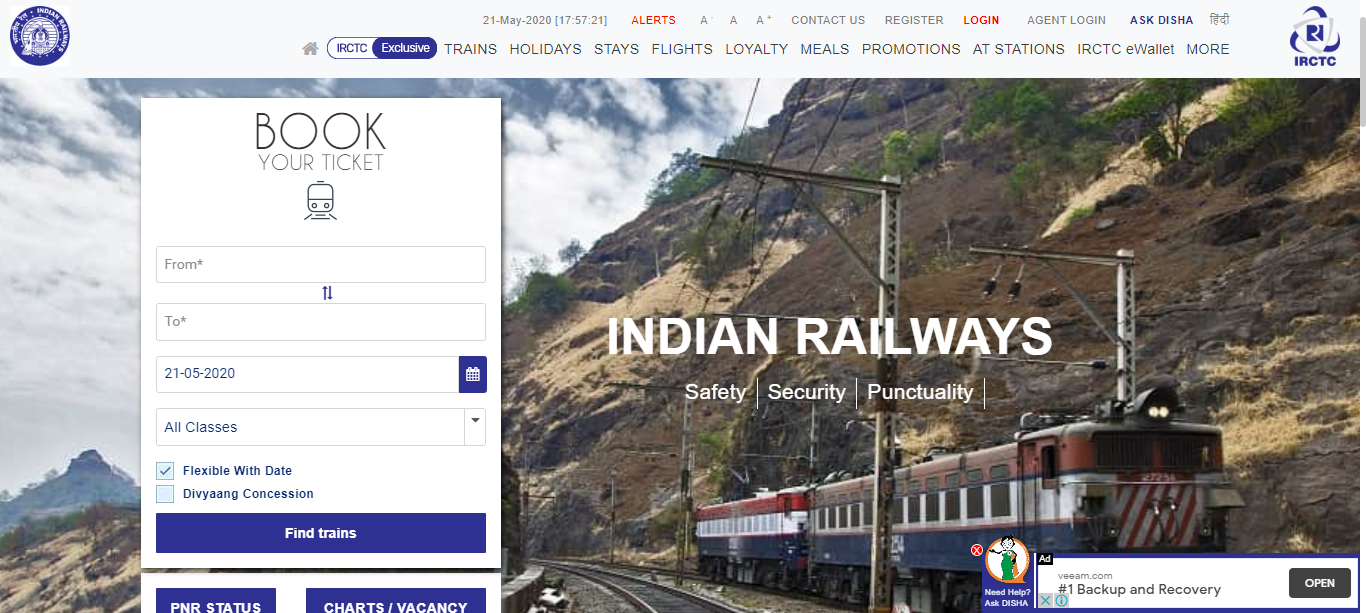 21-May-2020 [17:57:21] ALERTS A - A A + CONTACT US REGISTER LOGIN AGENT LOGIN ASK DISHA हिंदी
IRCTC Exclusive TRAINS HOLIDAYS STAYS FLIGHTS LOYALTY MEALS PROMOTIONS AT STATIONS IRCTC eWallet MORE
INDIAN RAILWAYS
IRCTC
BOOK
YOUR TICKET
From*
To*
21-05-2020
All Classes
Flexible With Date
Divyaang Concession
Find trains
PNR STATUS CHARTS / VACANCY
INDIAN RAILWAYS
Safety Security Punctuality
Need Help?
Ask DISHA
Ad
veeam.com
#1 Backup and Recovery
OPEN